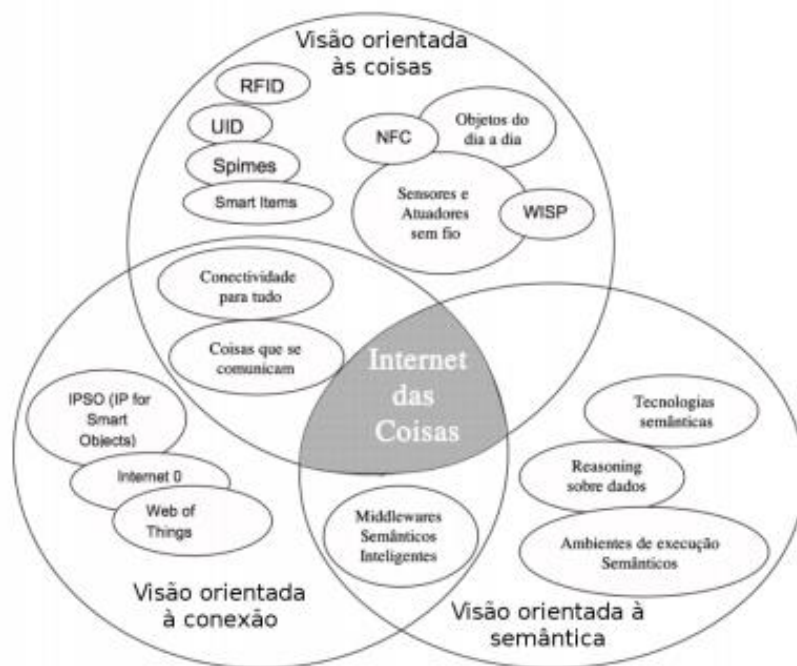 Visão orientada
às coisas
RFID
UID
Spimes
Smart Items
NFC
Objetos do
dia a dia
Sensores e
Atuadores
sem fio
WISP
Conectividade
para tudo
Coisas que se
comunicam
Internet
das
Coisas
IPSO (IP for
Smart
Objects)
Internet 0
Web of
Things
Tecnologias
semânticas
Reasoning
sobre dados
Ambientes de execução
Semânticos
Middlewares
Semânticos
Inteligentes
Visão orientada
à conexão
Visão orientada à
semântica